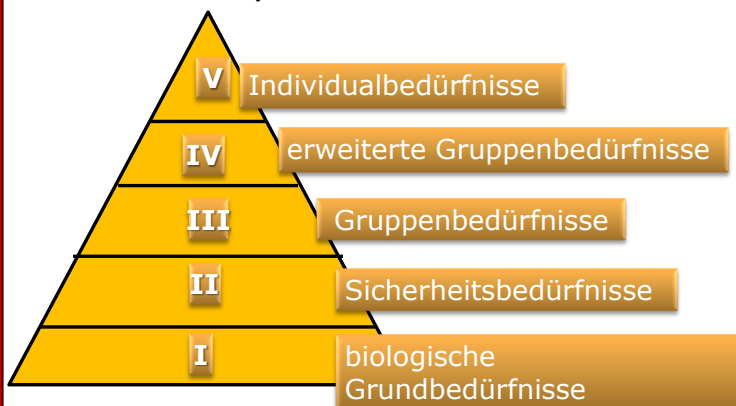 V Individualbedürfnisse
IV erweiterte Gruppenbedürfnisse
III Gruppenbedürfnisse
II Sicherheitsbedürfnisse
I biologische
Grundbedürfnisse